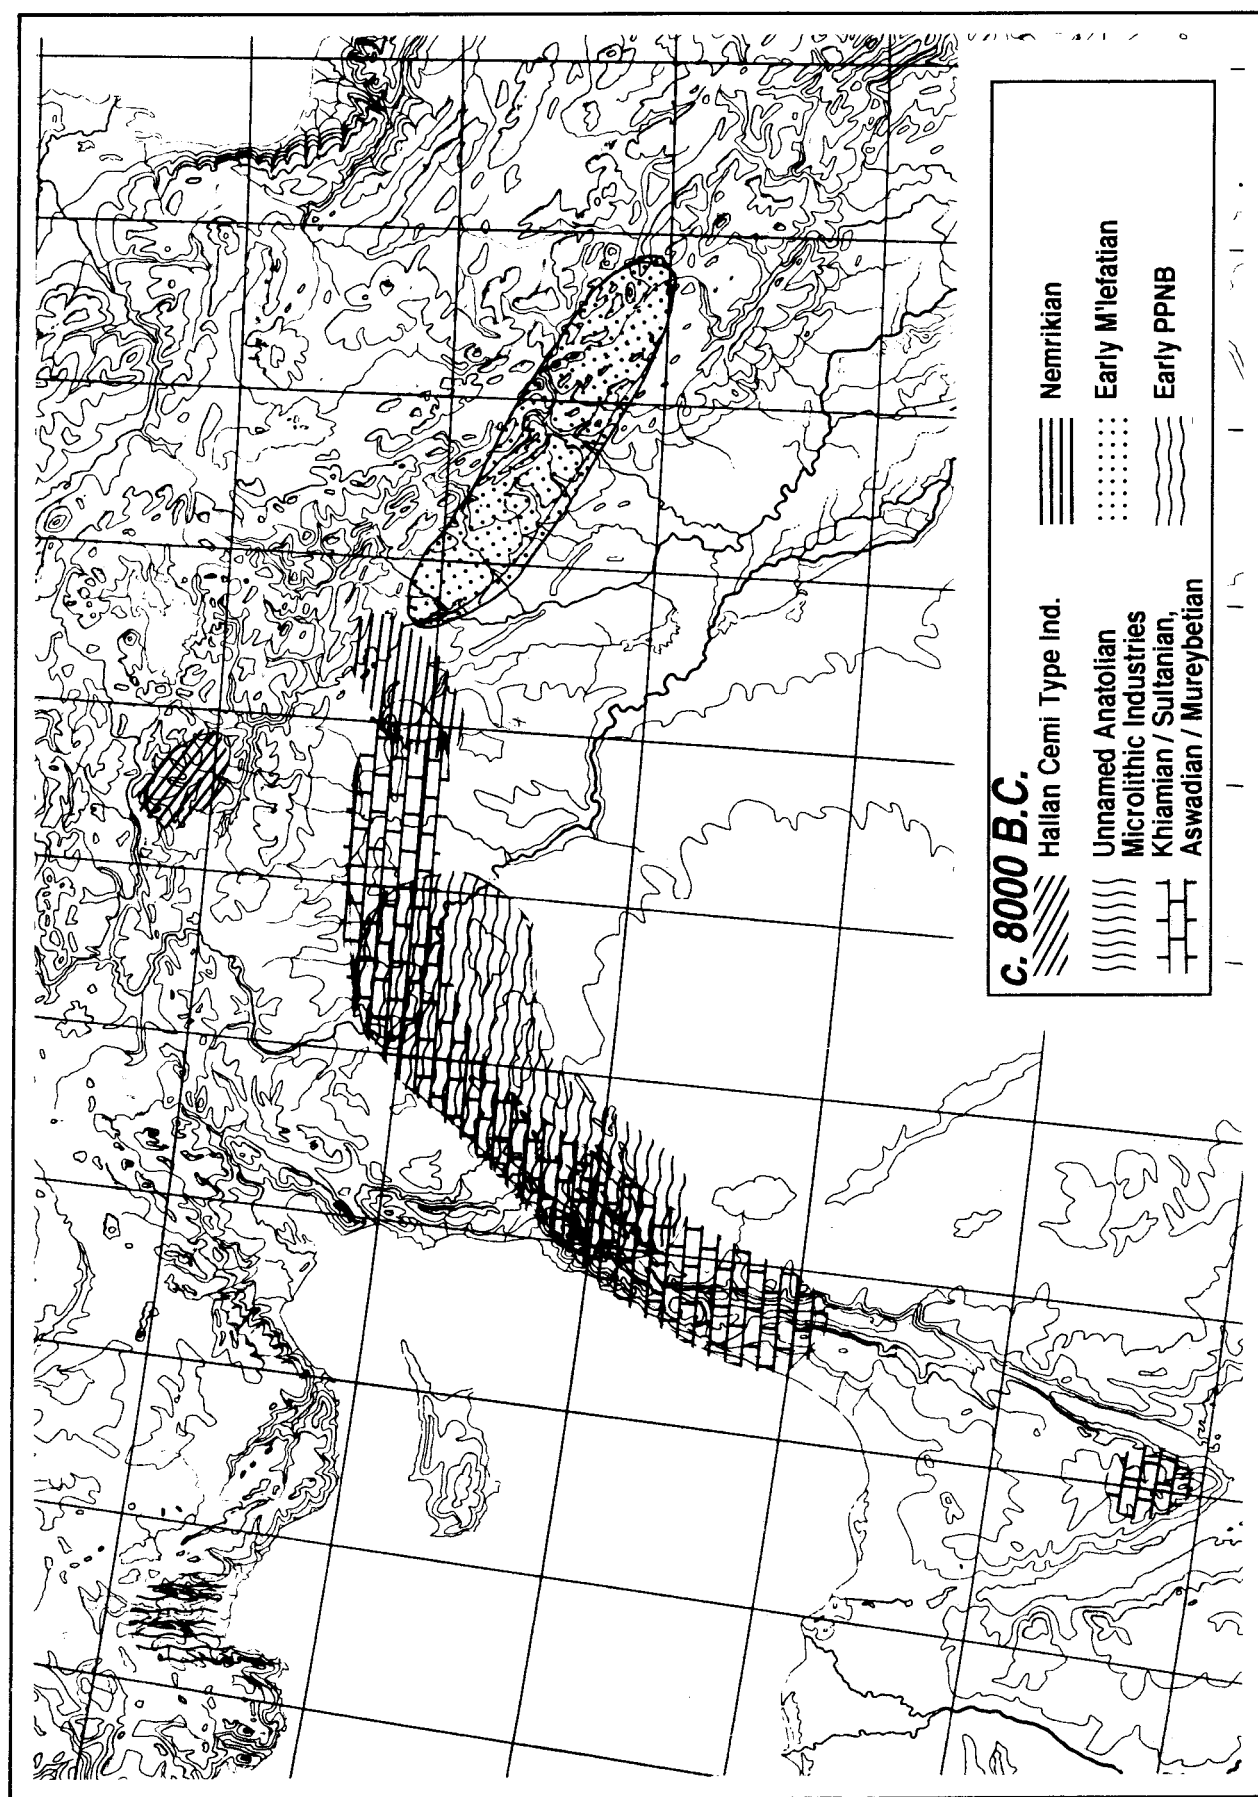 c. 8000 B.C.
Hallan Cemi Type Ind.
Unnamed Anatolian
Microlithic Industries
Khiamian / Sultanian,
Aswadian / Mureybetian
Nemrikian
Early M'lefatian
Early PPNB